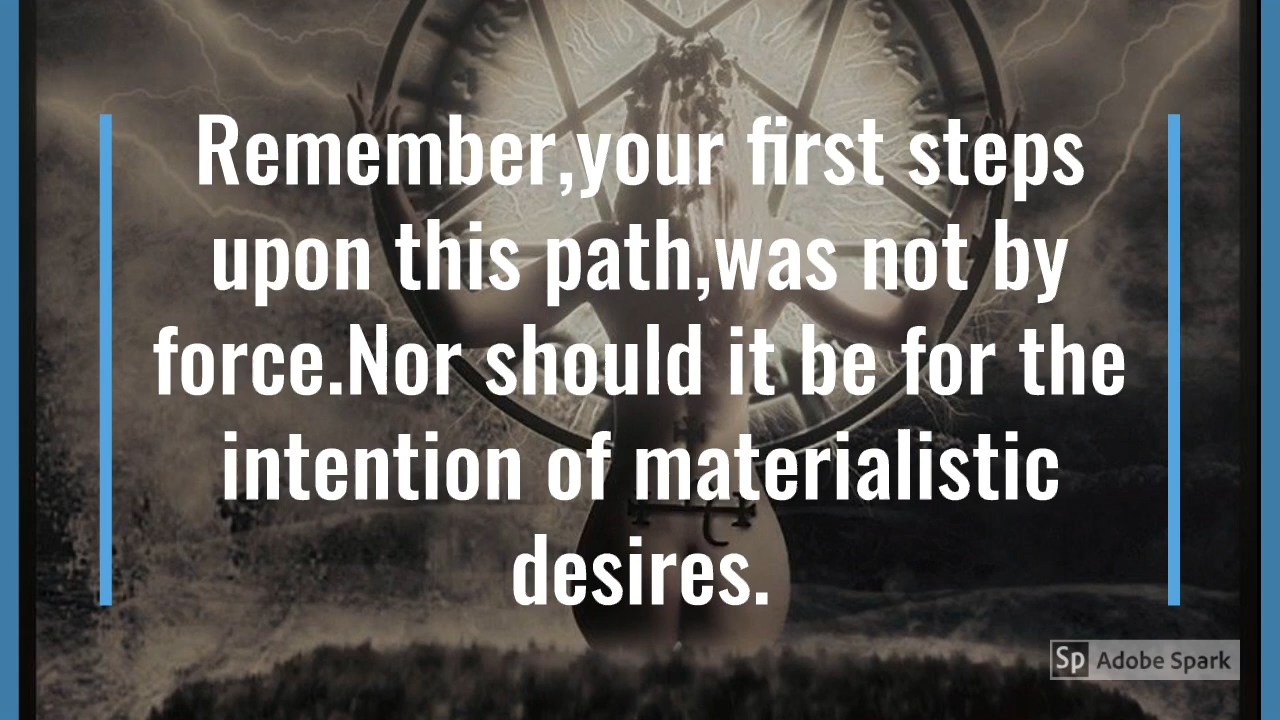 Remember,your first steps
upon this path,was not by
force.Nor should it be for the
intention of materialistic
desires.
Sp Adobe Spark